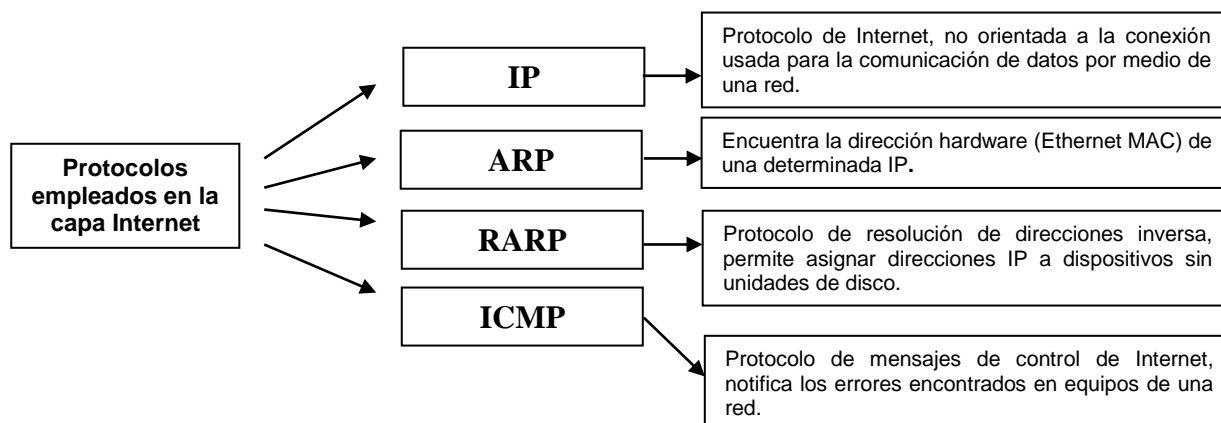 Protocolos
empleados en la
capa Internet
IP
Protocolo de Internet, no orientada a la conexión
usada para la comunicación de datos por medio de
una red.
ARP
Encuentra la dirección hardware (Ethernet MAC) de
una determinada IP.
RARP
Protocolo de resolución de direcciones inversa,
permite asignar direcciones IP a dispositivos sin
unidades de disco.
ICMP
Protocolo de mensajes de control de Internet,
notifica los errores encontrados en equipos de una
red.